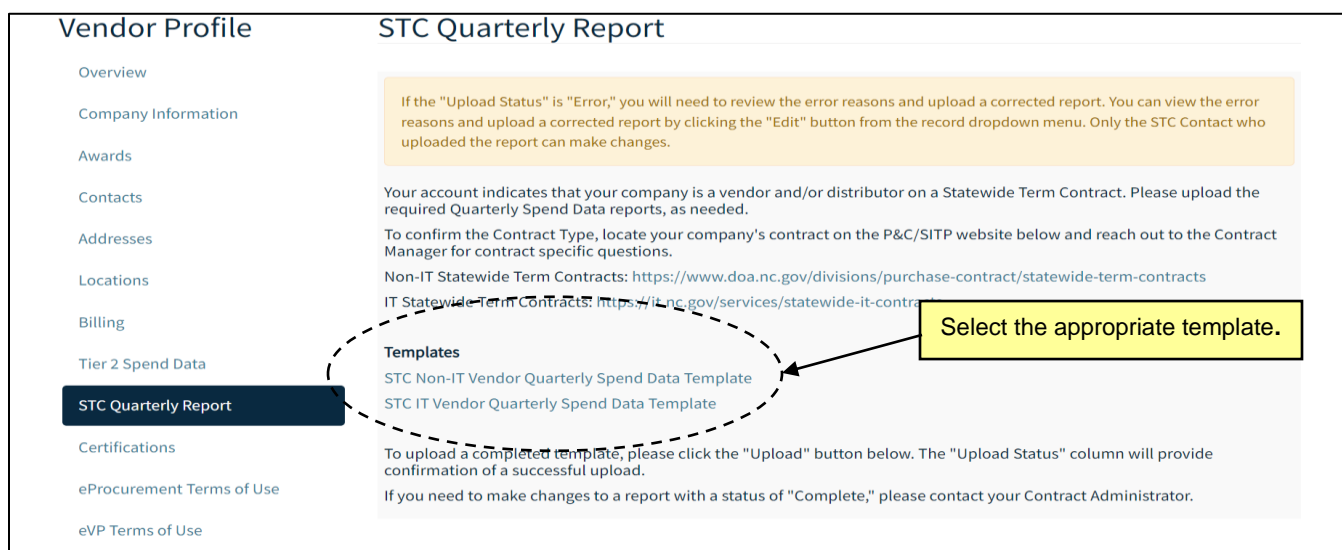 Vendor Profile
Overview
Company Information
Awards
Contacts
Addresses
Locations
Billing
Tier 2 Spend Data
STC Quarterly Report
Certifications
eProcurement Terms of Use
eVP Terms of Use
STC Quarterly Report
If the "Upload Status" is "Error," you will need to review the error reasons and upload a corrected report. You can view the error
reasons and upload a corrected report by clicking the "Edit" button from the record dropdown menu. Only the STC Contact who
uploaded the report can make changes.
Your account indicates that your company is a vendor and/or distributor on a Statewide Term Contract. Please upload the
required Quarterly Spend Data reports, as needed.
To confirm the Contract Type, locate your company's contract on the P&C/SITP website below and reach out to the Contract
Manager for contract specific questions.
Non-IT Statewide Term Contracts: https://www.doa.nc.gov/divisions/purchase-contract/statewide-term-contracts
IT Statewide Term Contracts: https://it.nc.gov/services/statewide-it-contracts
Select the appropriate template.
Templates
STC Non-IT Vendor Quarterly Spend Data Template
STC IT Vendor Quarterly Spend Data Template
To upload a completed template, please click the "Upload" button below. The "Upload Status" column will provide
confirmation of a successful upload.
If you need to make changes to a report with a status of "Complete," please contact your Contract Administrator.